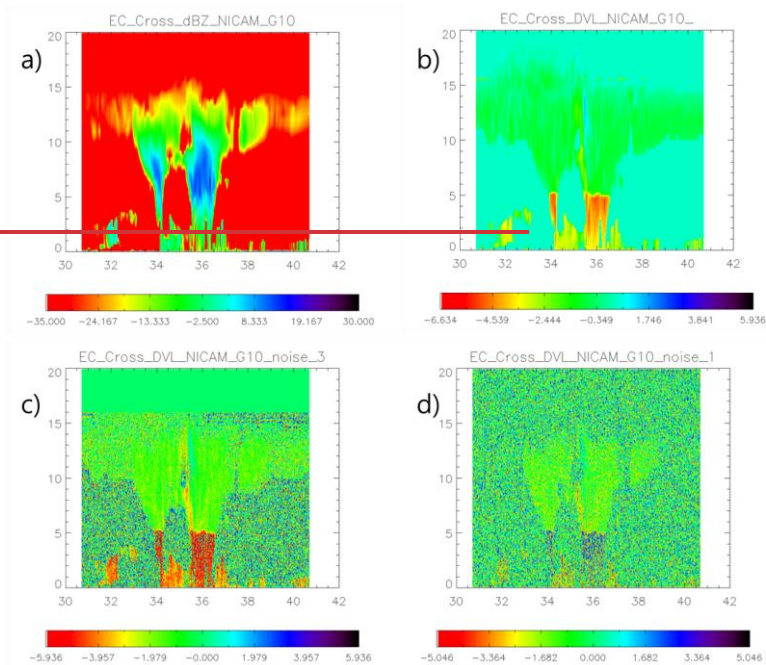 EC_Cross_dBZ_NICAM_G10
a)
20
15
10
5
0
30 32 34 36 38 40 42
-35.000 -24.167 -13.333 -2.500 8.333 19.167 30.000
EC_Cross_DVL_NICAM_G10_
b)
20
15
10
5
0
30 32 34 36 38 40 42
-6.634 -4.539 -2.444 -0.349 1.746 3.841 5.936
EC_Cross_DVL_NICAM_G10_noise_3
c)
20
15
10
5
0
30 32 34 36 38 40 42
-5.936 -3.957 -1.979 -0.000 1.979 3.957 5.936
EC_Cross_DVL_NICAM_G10_noise_1
d)
20
15
10
5
0
30 32 34 36 38 40 42
-5.046 -3.364 -1.682 0.000 1.682 3.364 5.046